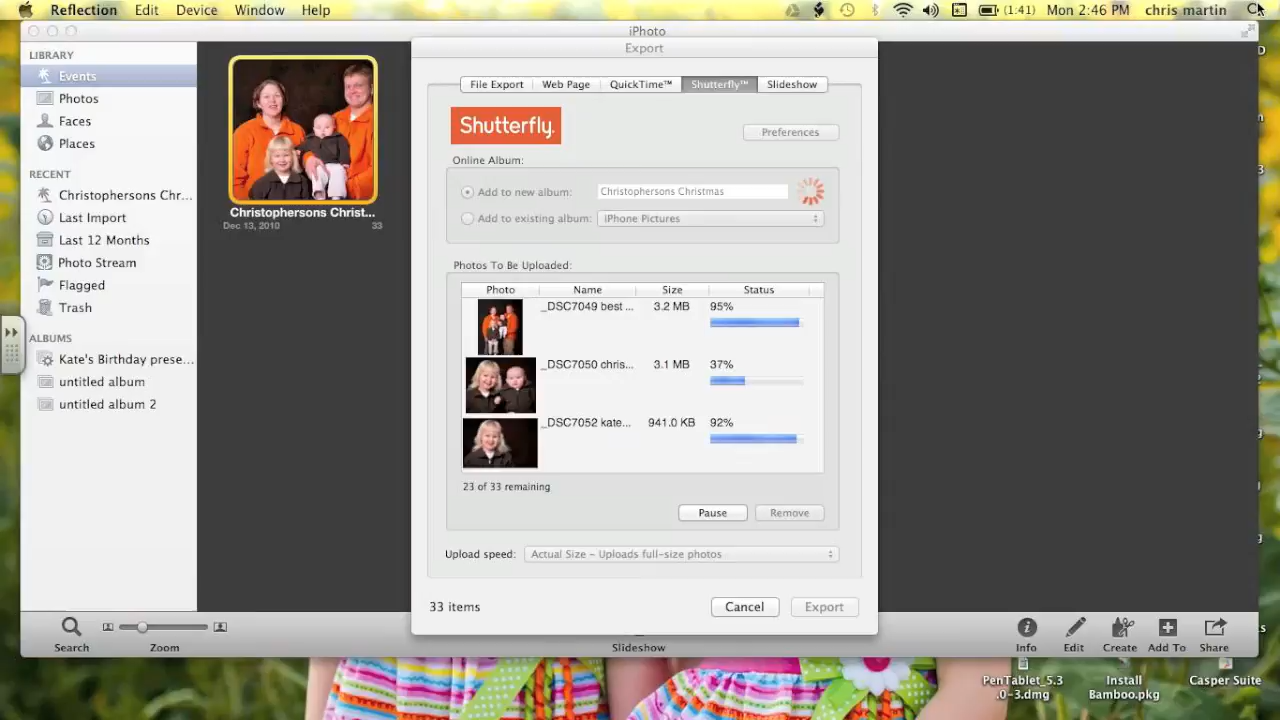 Reflection Edit Device Window Help (1:41) Mon 2:46 PM chris martin
iPhoto
Export
LIBRARY
Events
Photos
Faces
Places
RECENT
Christophersons Chr...
Last Import
Last 12 Months
Photo Stream
Flagged
Trash
ALBUMS
Kate's Birthday prese...
untitled album
untitled album 2
Christophersons Christ...
Dec 13, 2010 33
File Export Web Page QuickTime™ Shutterfly™ Slideshow
Shutterfly.
Preferences
Online Album:
Add to new album: Christophersons Christmas
Add to existing album: iPhone Pictures
Photos To Be Uploaded:
Photo Name Size Status
_DSC7049 best ... 3.2 MB 95%
_DSC7050 chris... 3.1 MB 37%
_DSC7052 kate... 941.0 KB 92%
23 of 33 remaining
Pause Remove
Upload speed: Actual Size - Uploads full-size photos
33 items Cancel Export
Search Zoom Slideshow Info Edit Create Add To Share
PenTablet_5.3
.0-3.dmg
Install
Bamboo.pkg
Casper Suite